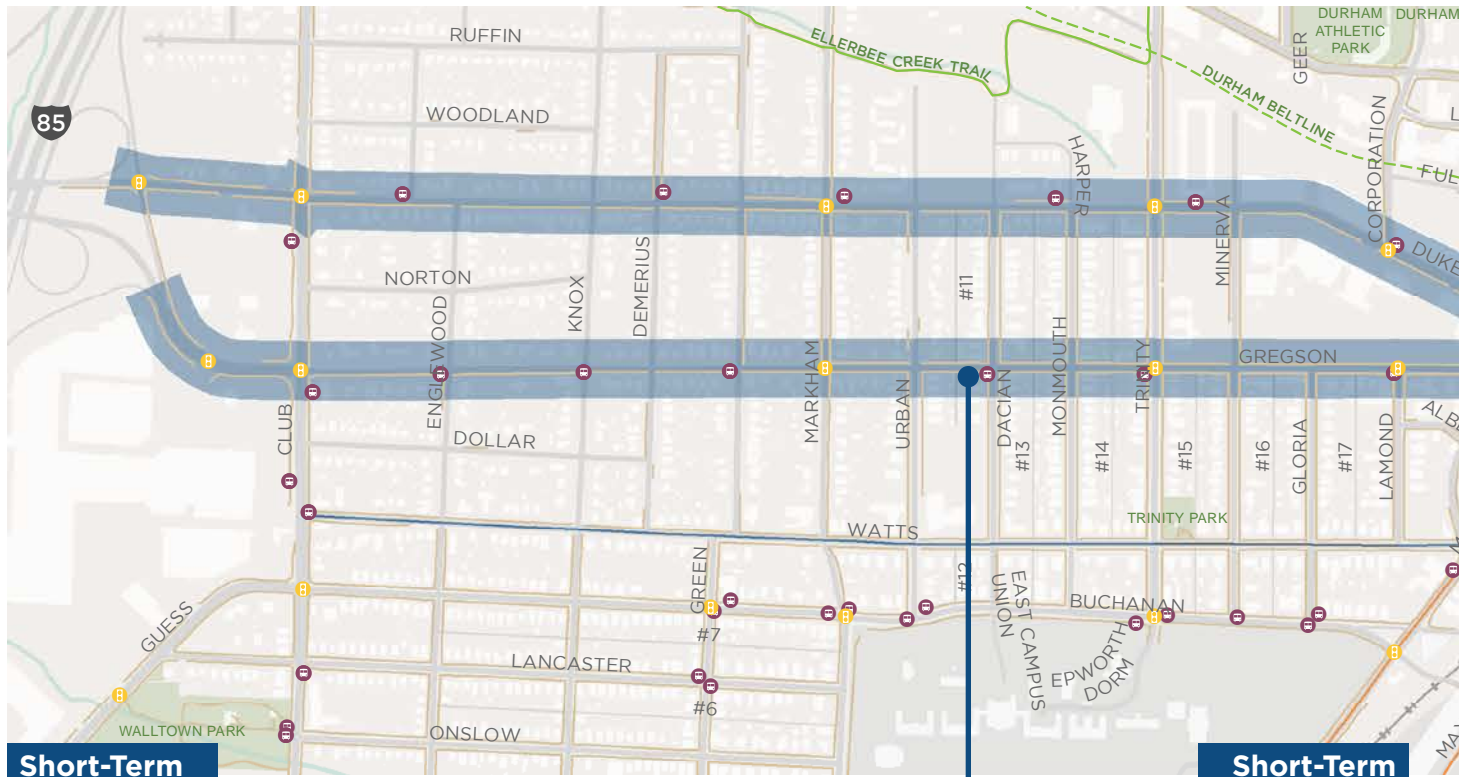 DURHAM
ATHLETIC
PARK
DURHAM
RUFFIN
ELLERBEE CREEK TRAIL
GEER
DURHAM BELTLINE
85
WOODLAND
CORPORATION
HARPER
FUL
MINERVA
DUKE
NORTON
ENGLEWOOD
KNOX
DEMERIUS
#11
MARKHAM
URBAN
DACIAN
MONMOUTH
TRINITY
GREGSON
CLUB
DOLLAR
#13
#14
#15
#16
GLORIA
#17
LAMOND
ALB
TRINITY PARK
WATTS
GREEN
#12
EAST CAMPUS
UNION
BUCHANAN
GUESS
#7
LANCASTER
EPWORTH
DORM
#6
WALLTOWN PARK
ONSLOW
MA
Short-Term
Short-Term